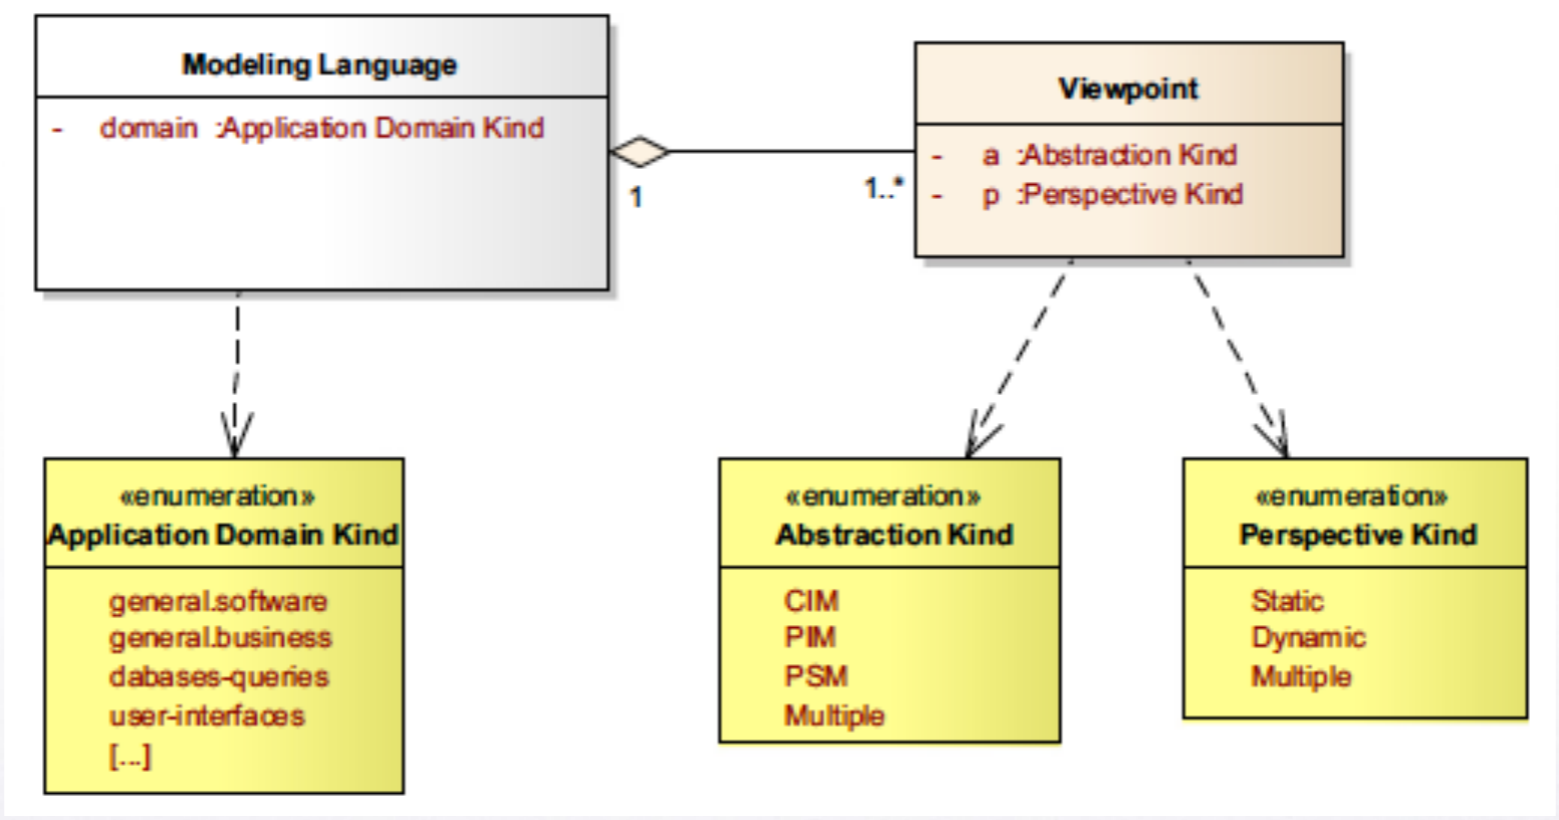 Modeling Language
- domain :Application Domain Kind
1
1..*
Viewpoint
- a :Abstraction Kind
- p :Perspective Kind
«enumeration»
Application Domain Kind
general.software
general.business
dabases-queries
user-interfaces
[...]
«enumeration»
Abstraction Kind
CIM
PIM
PSM
Multiple
«enumeration»
Perspective Kind
Static
Dynamic
Multiple